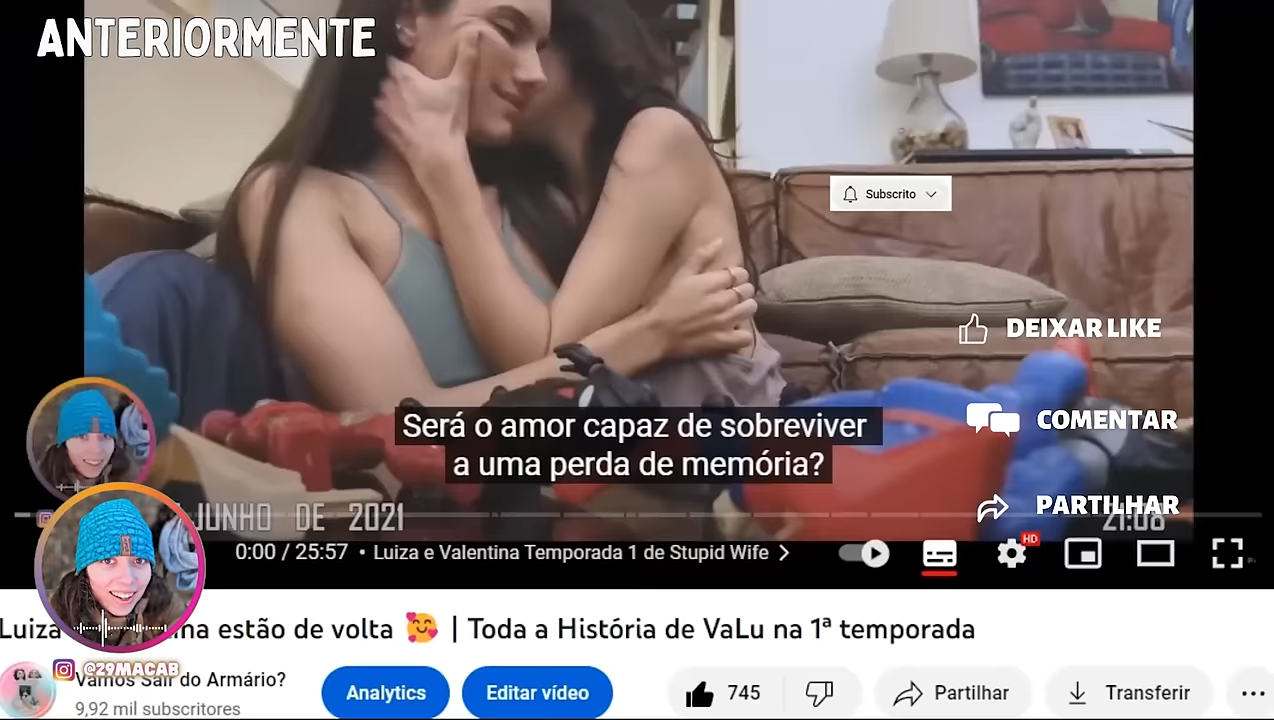 ANTERIORMENTE
Subscrito
DEIXAR LIKE
COMENTAR
Será o amor capaz de sobreviver
a uma perda de memória?
PARTILHAR
JUNHO DE 2021
21:08
0:00 / 25:57 • Luiza e Valentina Temporada 1 de Stupid Wife
HD
Luiza na estão de volta 🥰 | Toda a História de VaLu na 1ª temporada
@29MACAB
Vamos Sair do Armário?
9,92 mil subscritores
Analytics
Editar vídeo
745
Partilhar
Transferir